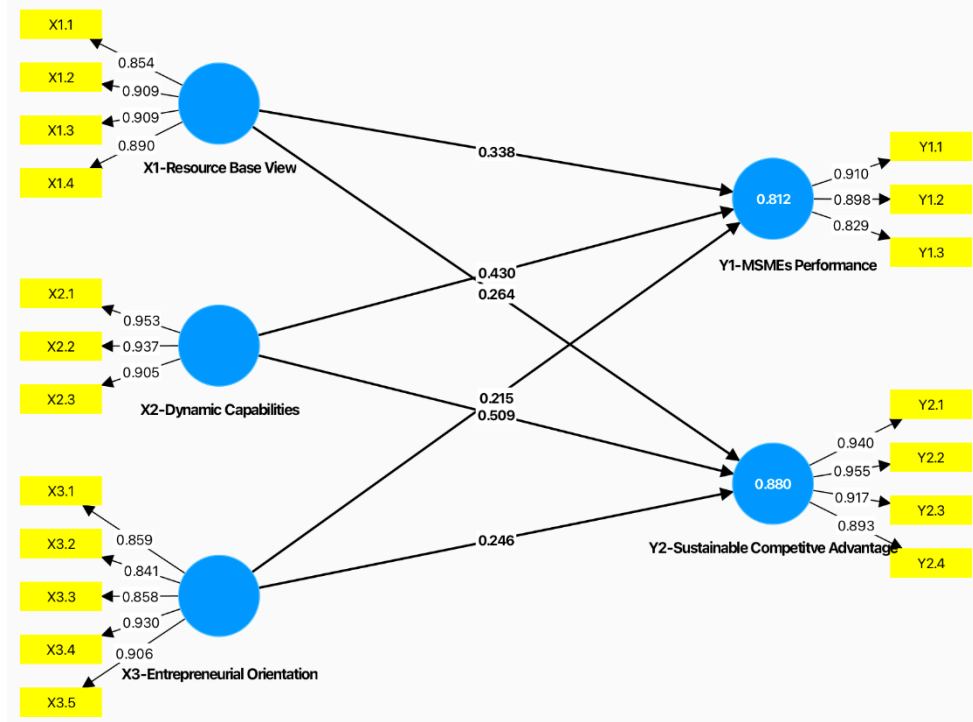 X1.1
0.854
X1.2
0.909
X1.3
0.909
0.890
X1.4
X1-Resource Base View
X2.1
0.953
X2.2
0.937
0.905
X2.3
X2-Dynamic Capabilities
X3.1
0.859
X3.2
0.841
X3.3
0.858
0.930
X3.4
0.906
X3.5
X3-Entrepreneurial Orientation
0.338
0.430
0.264
0.215
0.509
0.246
0.812
Y1-MSMEs Performance
Y1.1
0.910
0.898
Y1.2
0.829
Y1.3
0.880
Y2-Sustainable Competitve Advantage
Y2.1
0.940
Y2.2
0.955
0.917
Y2.3
0.893
Y2.4